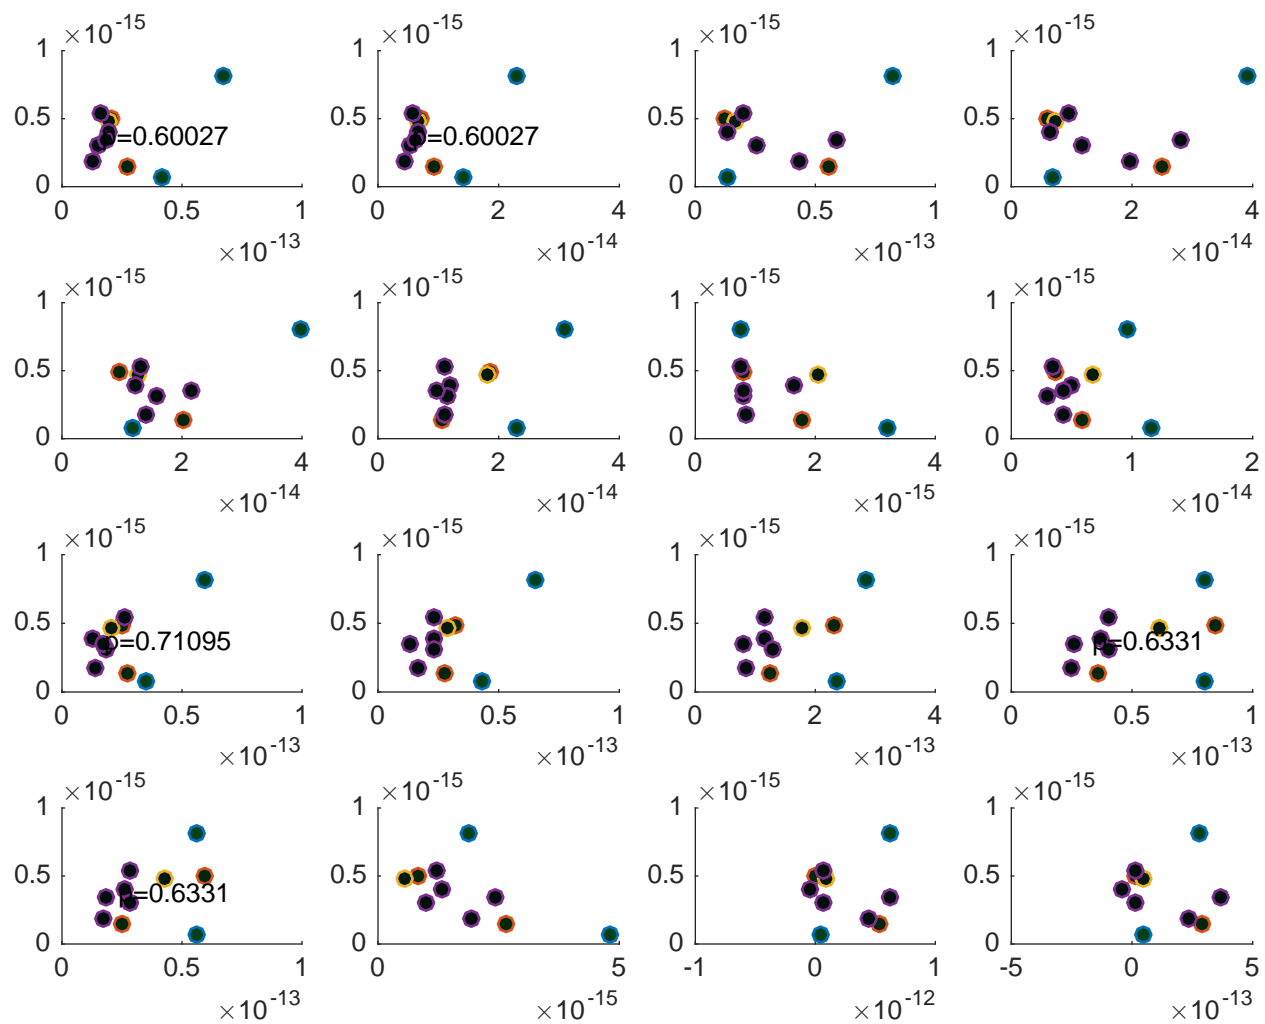 ×10-15 ×10-15 ×10-15 ×10-15
1 1 1 1
0.5 0.5 0.5 0.5
ρ=0.60027 ρ=0.60027
0 0 0 0
0 0.5 1 0 2 4 0 0.5 1 0 2 4
×10-13 ×10-14 ×10-13 ×10-14
×10-15 ×10-15 ×10-15 ×10-15
1 1 1 1
0.5 0.5 0.5 0.5
0 0 0 0
0 2 4 0 2 4 0 2 4 0 1 2
×10-14 ×10-14 ×10-15 ×10-14
×10-15 ×10-15 ×10-15 ×10-15
1 1 1 1
0.5 0.5 0.5 0.5
ρ=0.71095 ρ=0.6331
0 0 0 0
0 0.5 1 0 0.5 1 0 2 4 0 0.5 1
×10-13 ×10-13 ×10-13 ×10-13
×10-15 ×10-15 ×10-15 ×10-15
1 1 1 1
0.5 0.5 0.5 0.5
ρ=0.6331
0 0 0 0
0 0.5 1 0 5 -1 0 1 -5 0 5
×10-13 ×10-15 ×10-12 ×10-13